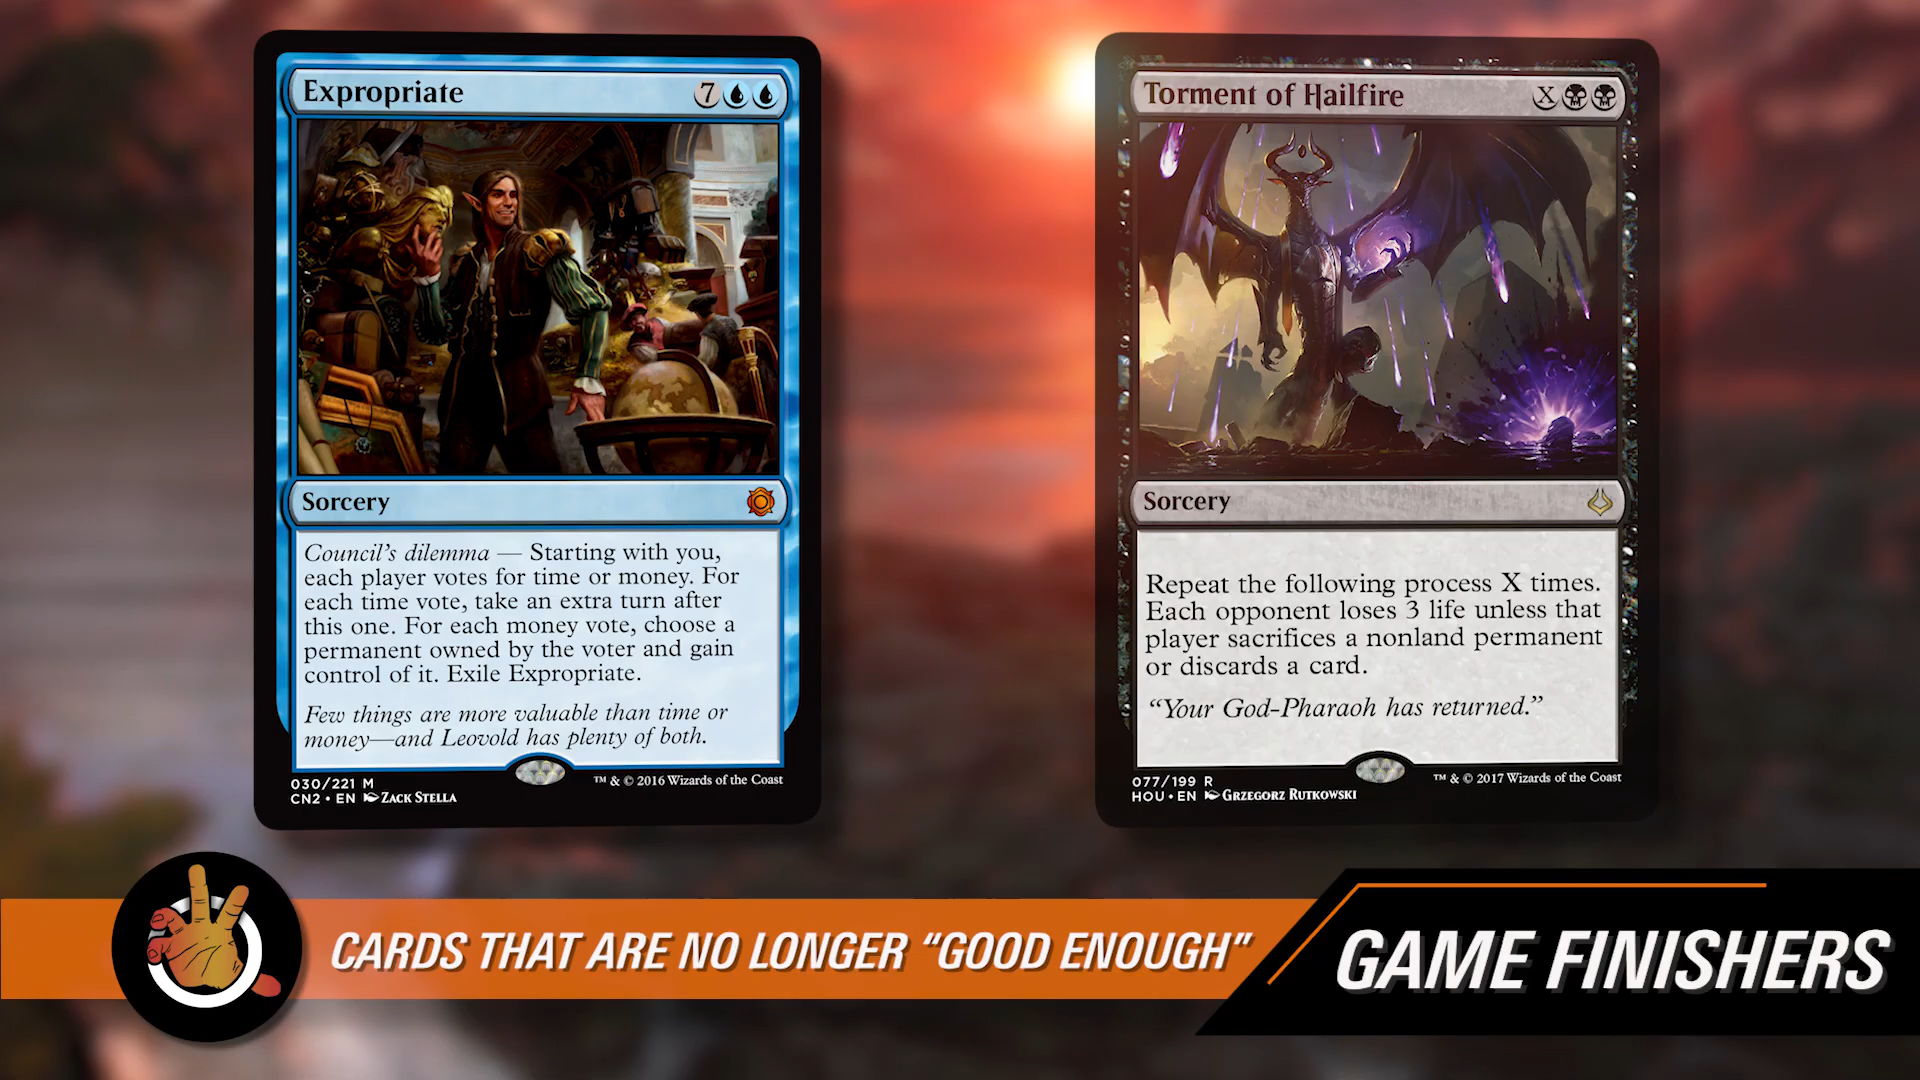 Expropriate
7
Sorcery
Council's dilemma — Starting with you,
each player votes for time or money. For
each time vote, take an extra turn after
this one. For each money vote, choose a
permanent owned by the voter and gain
control of it. Exile Expropriate.
Few things are more valuable than time or
money—and Leovold has plenty of both.
030/221 M
CN2 • EN Zack Stella
™ & © 2016 Wizards of the Coast
Torment of Hailfire
X
Sorcery
Repeat the following process X times.
Each opponent loses 3 life unless that
player sacrifices a nonland permanent
or discards a card.
“Your God-Pharaoh has returned.”
077/199 R
HOU • EN Grzegorz Rutkowski
™ & © 2017 Wizards of the Coast
CARDS THAT ARE NO LONGER “GOOD ENOUGH”
GAME FINISHERS